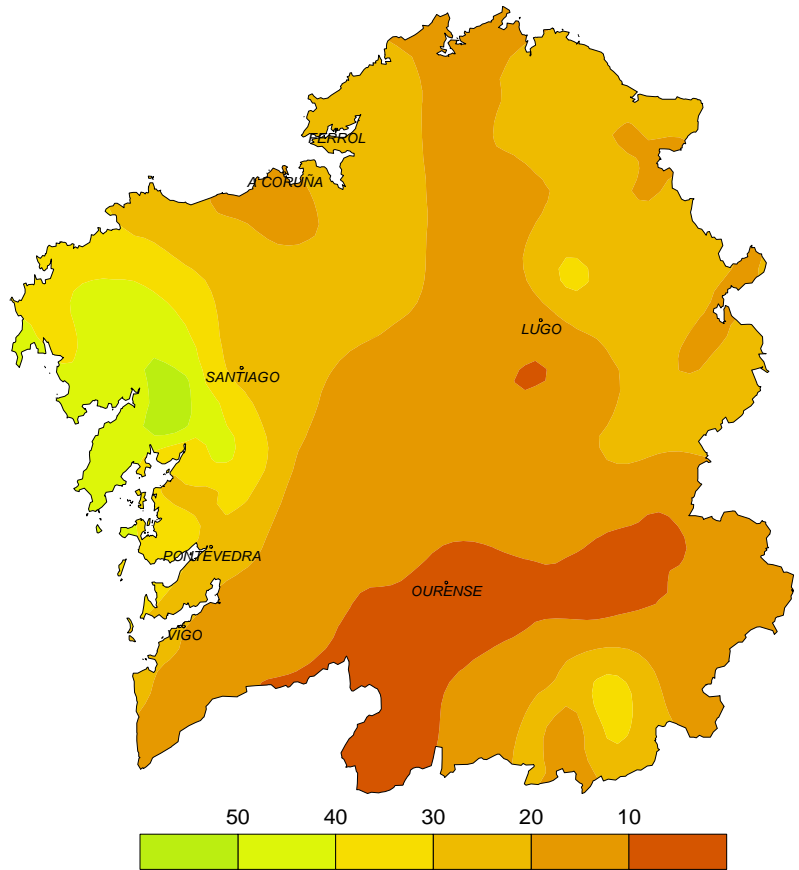 FERROL
A CORUÑA
LUGO
SANTIAGO
PONTEVEDRA
OURENSE
VIGO
50 40 30 20 10